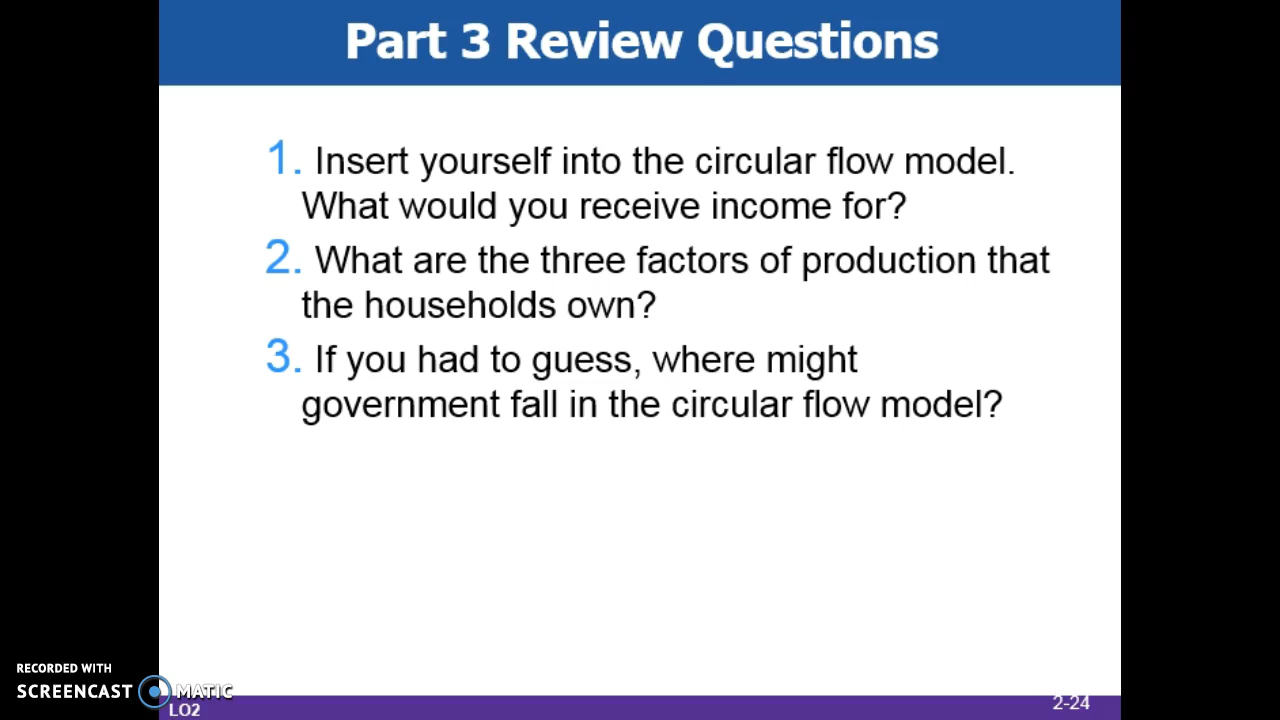 Part 3 Review Questions
1. Insert yourself into the circular flow model.
What would you receive income for?
2. What are the three factors of production that
the households own?
3. If you had to guess, where might
government fall in the circular flow model?
RECORDED WITH
SCREENCAST MATIC
LO2
2-24